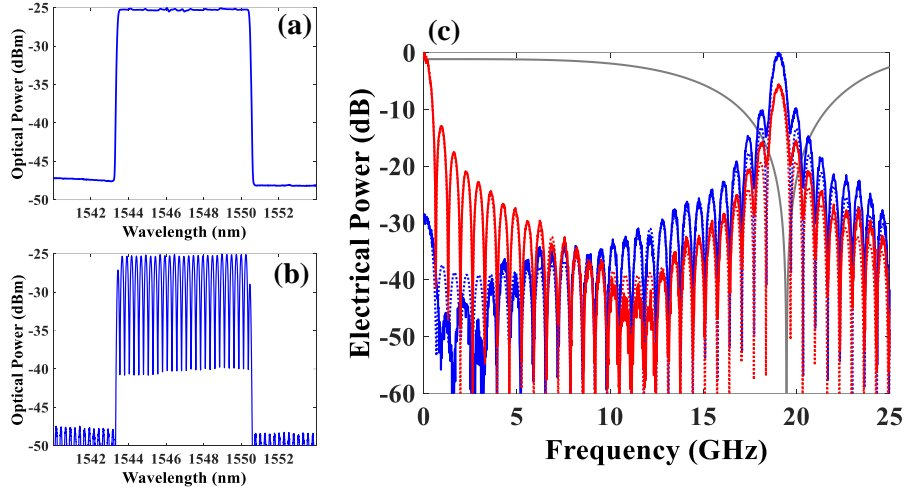 (a)
Optical Power (dBm)
-25
-35
-45
-50
1542 1544 1546 1548 1550 1552
Wavelength (nm)
(b)
Optical Power (dBm)
-25
-30
-35
-40
-45
-50
1542 1544 1546 1548 1550 1552
Wavelength (nm)
(c)
Electrical Power (dB)
0
-10
-20
-30
-40
-50
-60
0 5 10 15 20 25
Frequency (GHz)